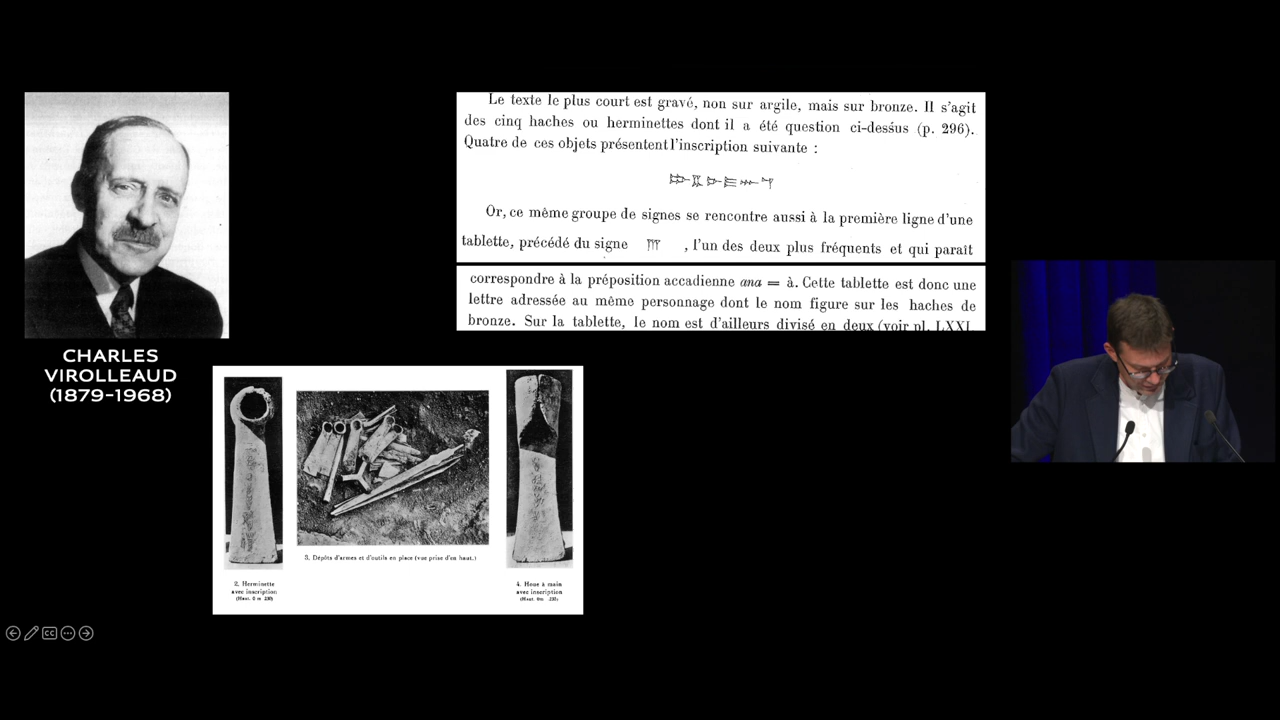 CHARLES
VIROLLEAUD
(1879-1968)
Le texte le plus court est gravé, non sur argile, mais sur bronze. Il s'agit
des cinq haches ou herminettes dont il a été question ci-dessus (p. 296).
Quatre de ces objets présentent l'inscription suivante :
Or, ce même groupe de signes se rencontre aussi à la première ligne d'une
tablette, précédé du signe , l'un des deux plus fréquents et qui paraît
correspondre à la préposition accadienne ana = à. Cette tablette est donc une
lettre adressée au même personnage dont le nom figure sur les haches de
bronze. Sur la tablette, le nom est d'ailleurs divisé en deux (voir pl. LXXI,
3. Dépôts d'armes et d'outils en place (vue prise d'en haut.)
2. Herminette
avec inscription
(Haut. 0 m
4. Houe à main
avec inscription
(Haut. 0m
CC